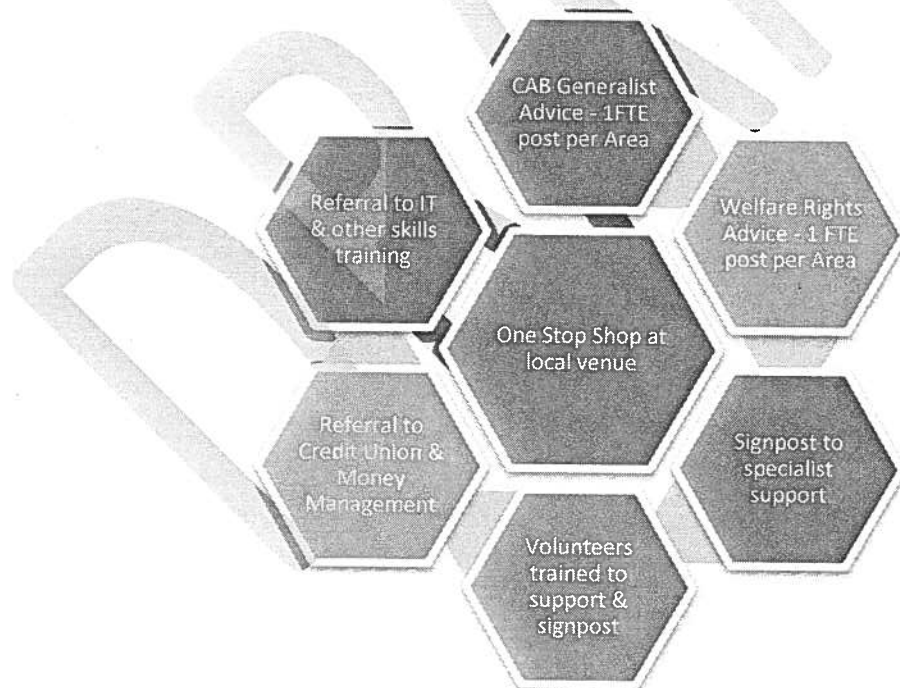 CAB Generalist
Advice - 1FTE
post per Area
Welfare Rights
Advice - 1 FTE
post per Area
Signpost to
specialist
support
Volunteers
trained to
support &
signpost
Referral to
Credit Union &
Money
Management
Referral to IT
& other skills
training
One Stop Shop at
local venue